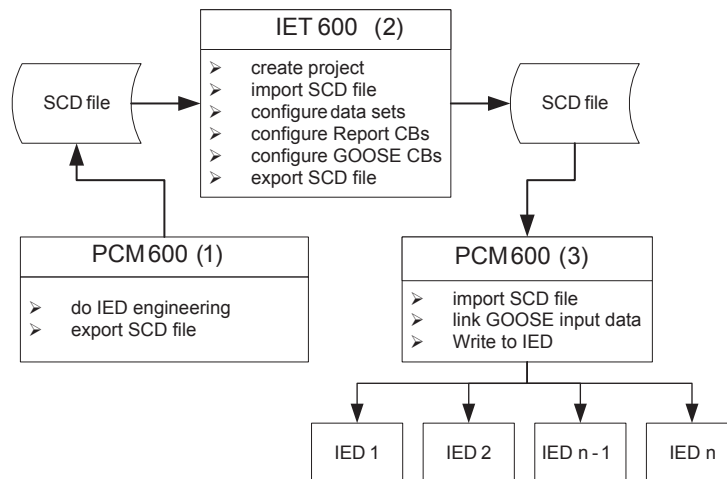 IET 600 (2)
➢ create project
➢ import SCD file
➢ configure data sets
➢ configure Report CBs
➢ configure GOOSE CBs
➢ export SCD file
SCD file
SCD file
PCM 600 (1)
➢ do IED engineering
➢ export SCD file
PCM 600 (3)
➢ import SCD file
➢ link GOOSE input data
➢ Write to IED
IED 1
IED 2
IED n - 1
IED n